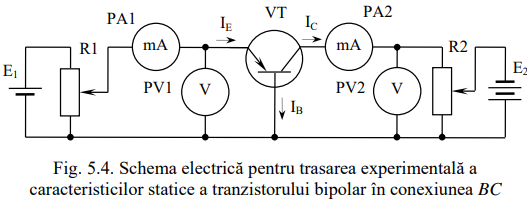 PA1 I_E VT I_C PA2
R1 mA mA R2
E₁ PV1 V PV2 V E₂
I_B
Fig. 5.4. Schema electrică pentru trasarea experimentală a
caracteristicilor statice a tranzistorului bipolar în conexiunea BC